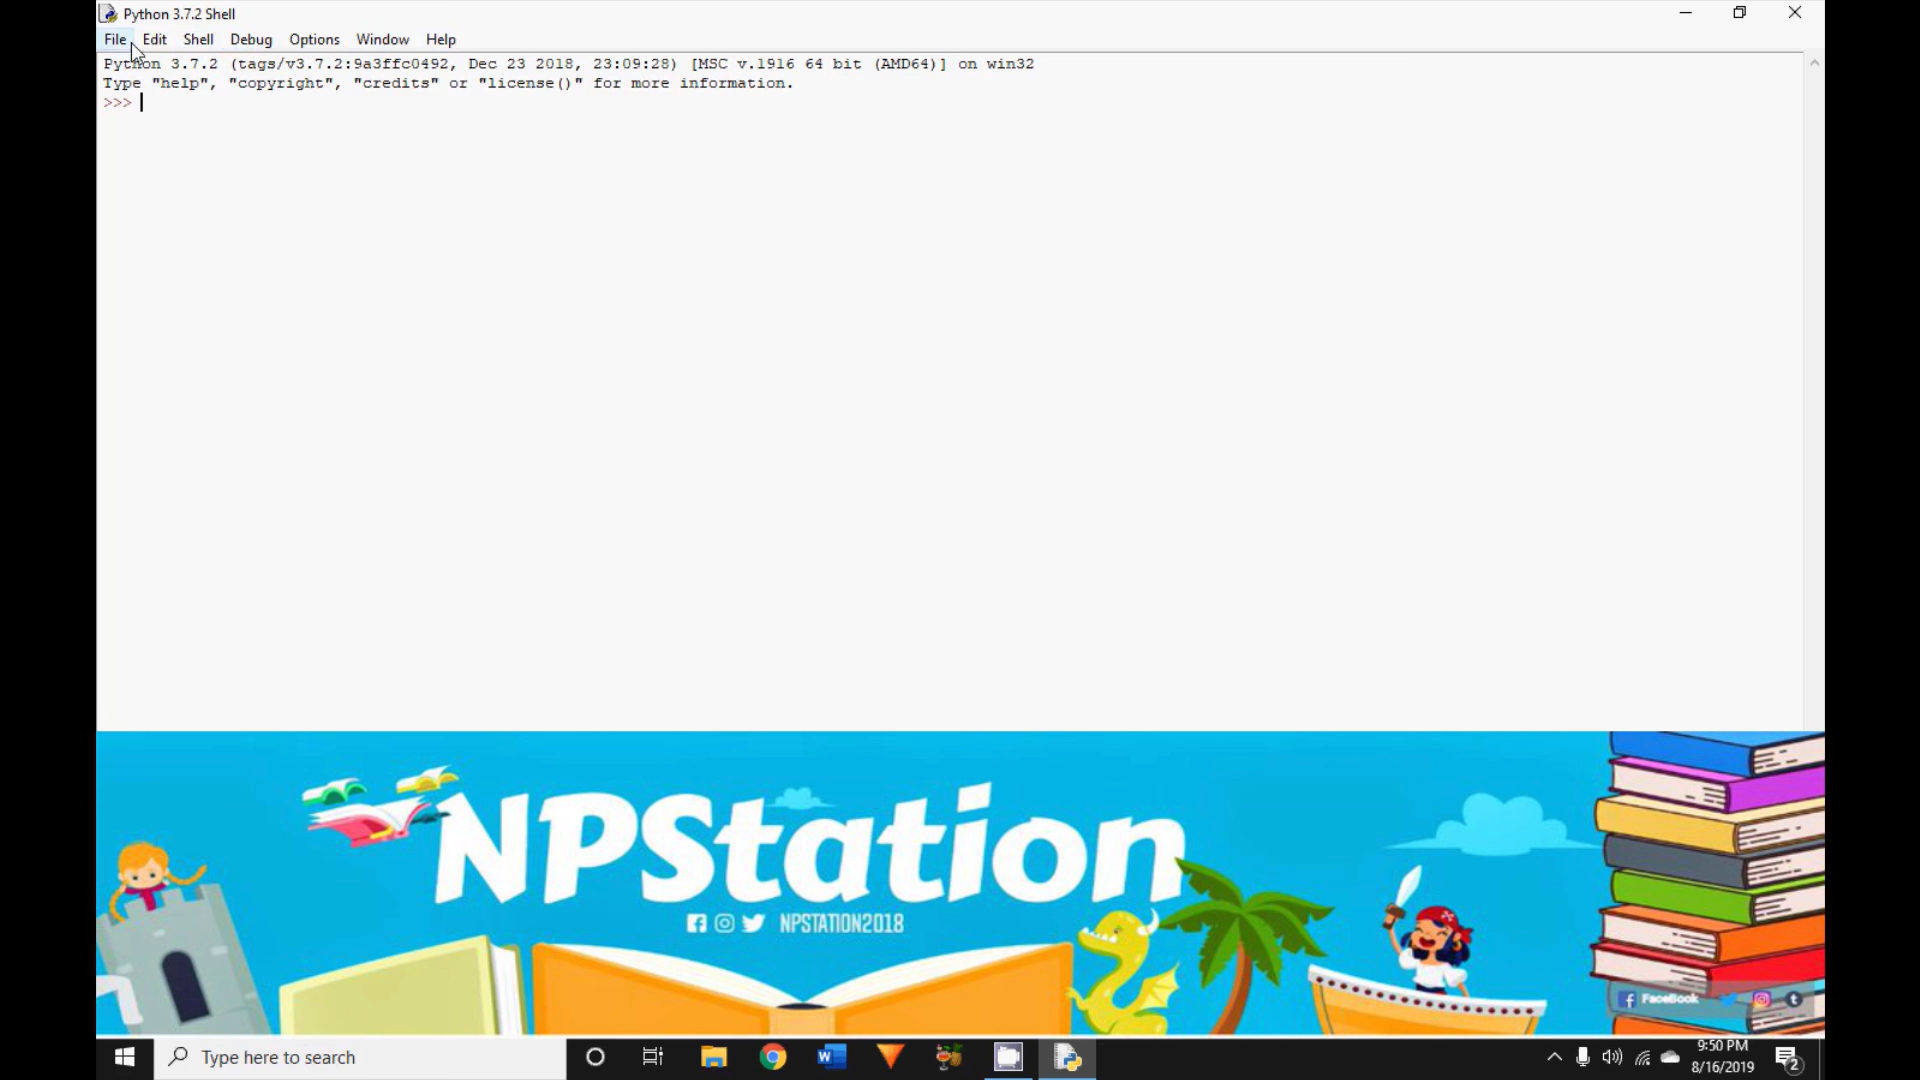 Python 3.7.2 Shell
File Edit Shell Debug Options Window Help
Python 3.7.2 (tags/v3.7.2:9a3ffc0492, Dec 23 2018, 23:09:28) [MSC v.1916 64 bit (AMD64)] on win32
Type "help", "copyright", "credits" or "license()" for more information.
>>>
NPStation
NPSTATION2018
FaceBook
Type here to search
9:50 PM
8/16/2019
2